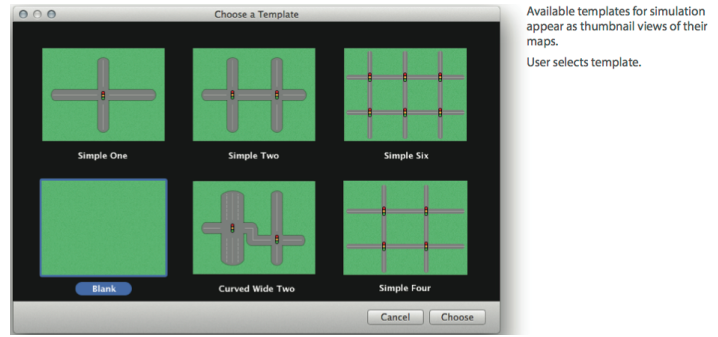 Choose a Template
Simple One
Simple Two
Simple Six
Blank
Curved Wide Two
Simple Four
Cancel
Choose
Available templates for simulation
appear as thumbnail views of their
maps.
User selects template.